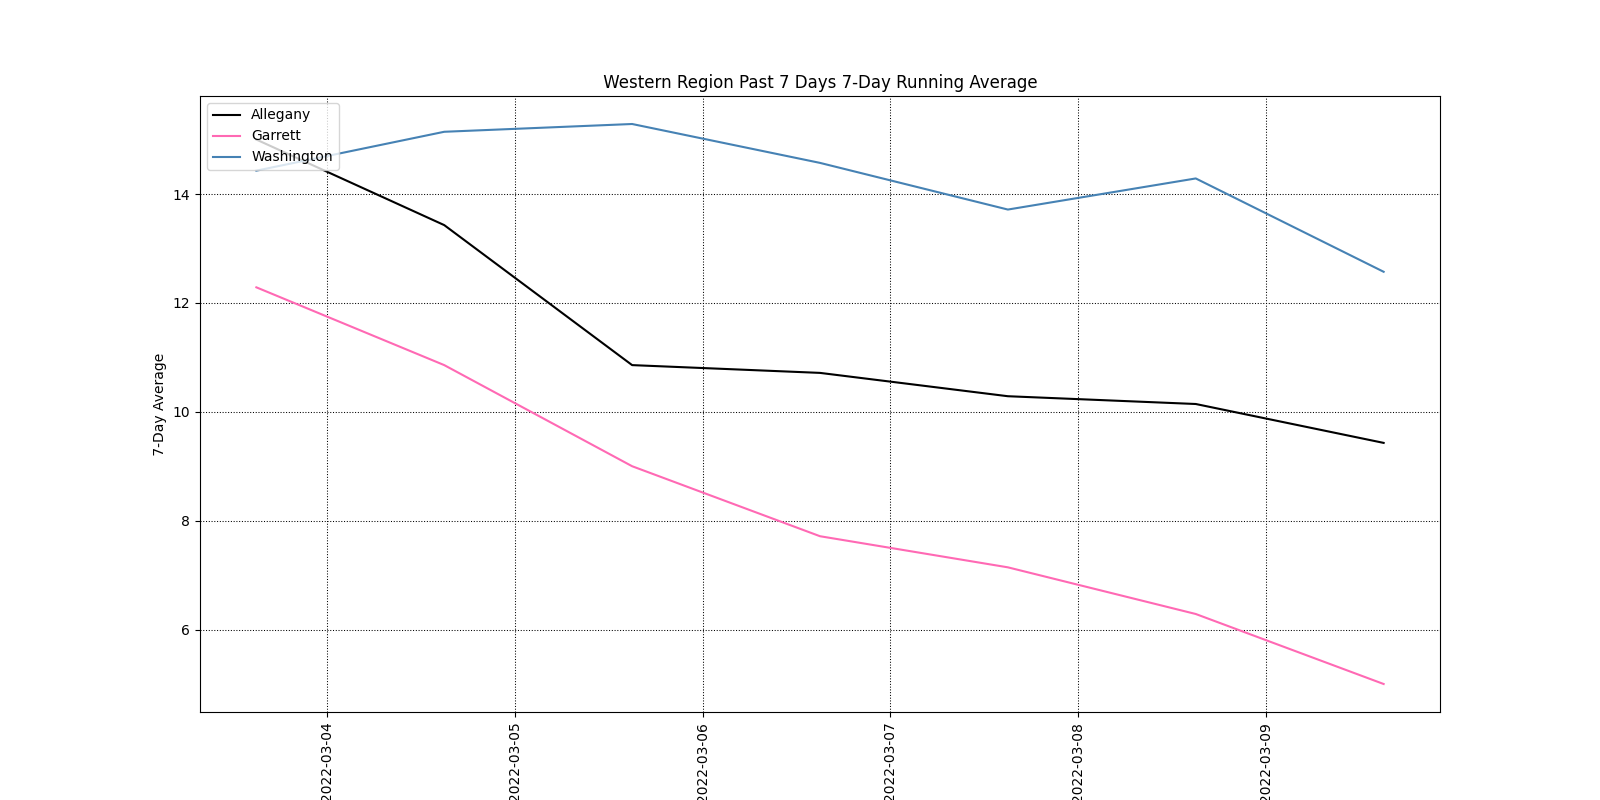 Western Region Past 7 Days 7-Day Running Average
Allegany
Garrett
Washington
14
12
10
8
6
7-Day Average
2022-03-04
2022-03-05
2022-03-06
2022-03-07
2022-03-08
2022-03-09